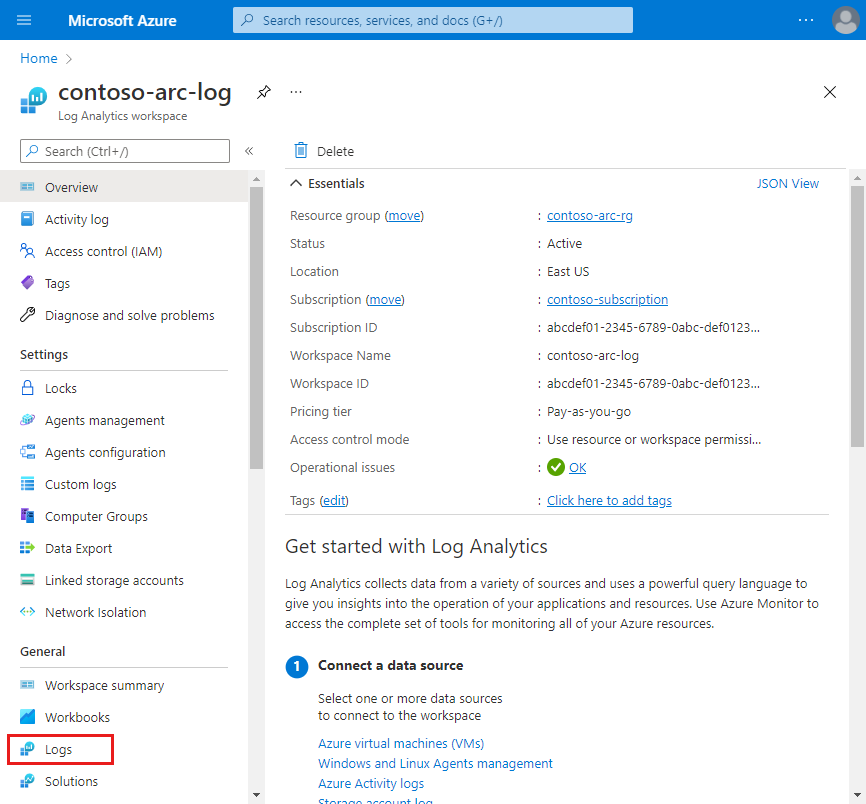 Microsoft Azure
Search resources, services, and docs (G+/)
Home
contoso-arc-log
Log Analytics workspace
Search (Ctrl+/)
Overview
Activity log
Access control (IAM)
Tags
Diagnose and solve problems
Settings
Locks
Agents management
Agents configuration
Custom logs
Computer Groups
Data Export
Linked storage accounts
Network Isolation
General
Workspace summary
Workbooks
Logs
Solutions
Delete
Essentials JSON View
Resource group (move) : contoso-arc-rg
Status : Active
Location : East US
Subscription (move) : contoso-subscription
Subscription ID : abcdef01-2345-6789-0abc-def0123...
Workspace Name : contoso-arc-log
Workspace ID : abcdef01-2345-6789-0abc-def0123...
Pricing tier : Pay-as-you-go
Access control mode : Use resource or workspace permissi...
Operational issues : OK
Tags (edit) : Click here to add tags
Get started with Log Analytics
Log Analytics collects data from a variety of sources and uses a powerful query language to
give you insights into the operation of your applications and resources. Use Azure Monitor to
access the complete set of tools for monitoring all of your Azure resources.
1 Connect a data source
Select one or more data sources
to connect to the workspace
Azure virtual machines (VMs)
Windows and Linux Agents management
Azure Activity logs
Storage account log